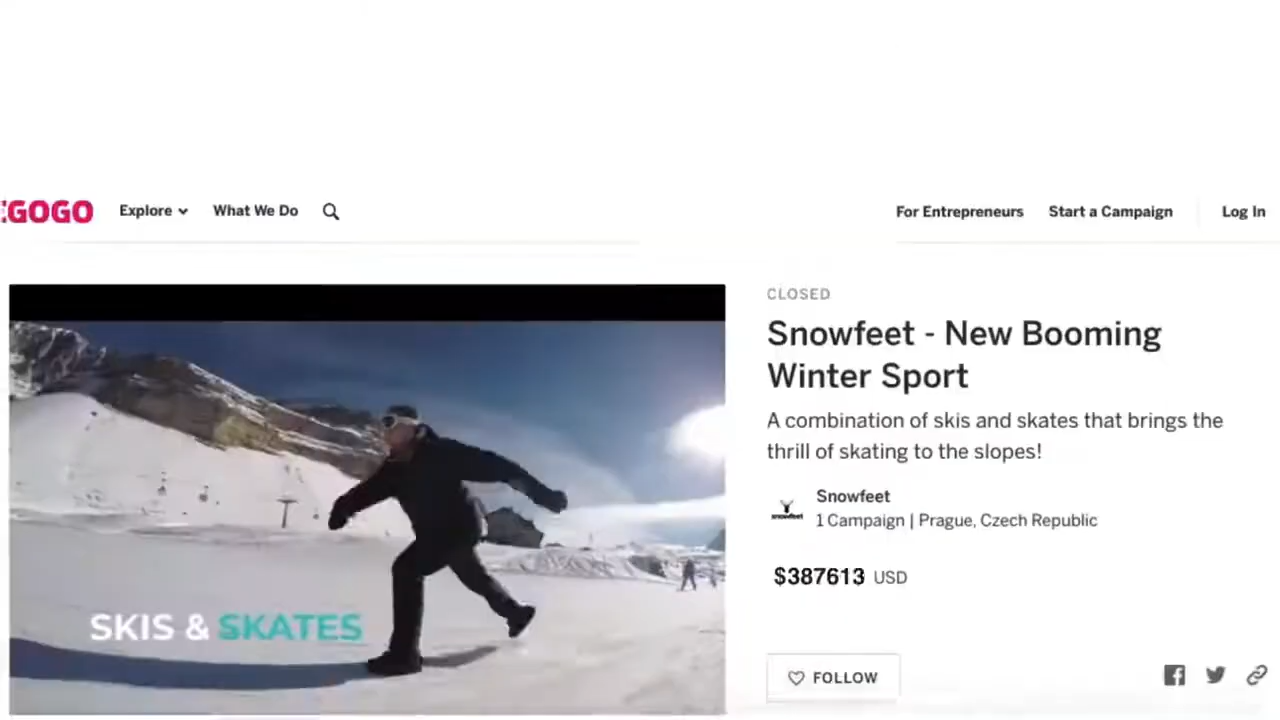 GOGO
Explore
What We Do
For Entrepreneurs
Start a Campaign
Log In
CLOSED
Snowfeet - New Booming
Winter Sport
A combination of skis and skates that brings the
thrill of skating to the slopes!
Snowfeet
snowfeet
1 Campaign | Prague, Czech Republic
$387613 USD
SKIS & SKATES
FOLLOW